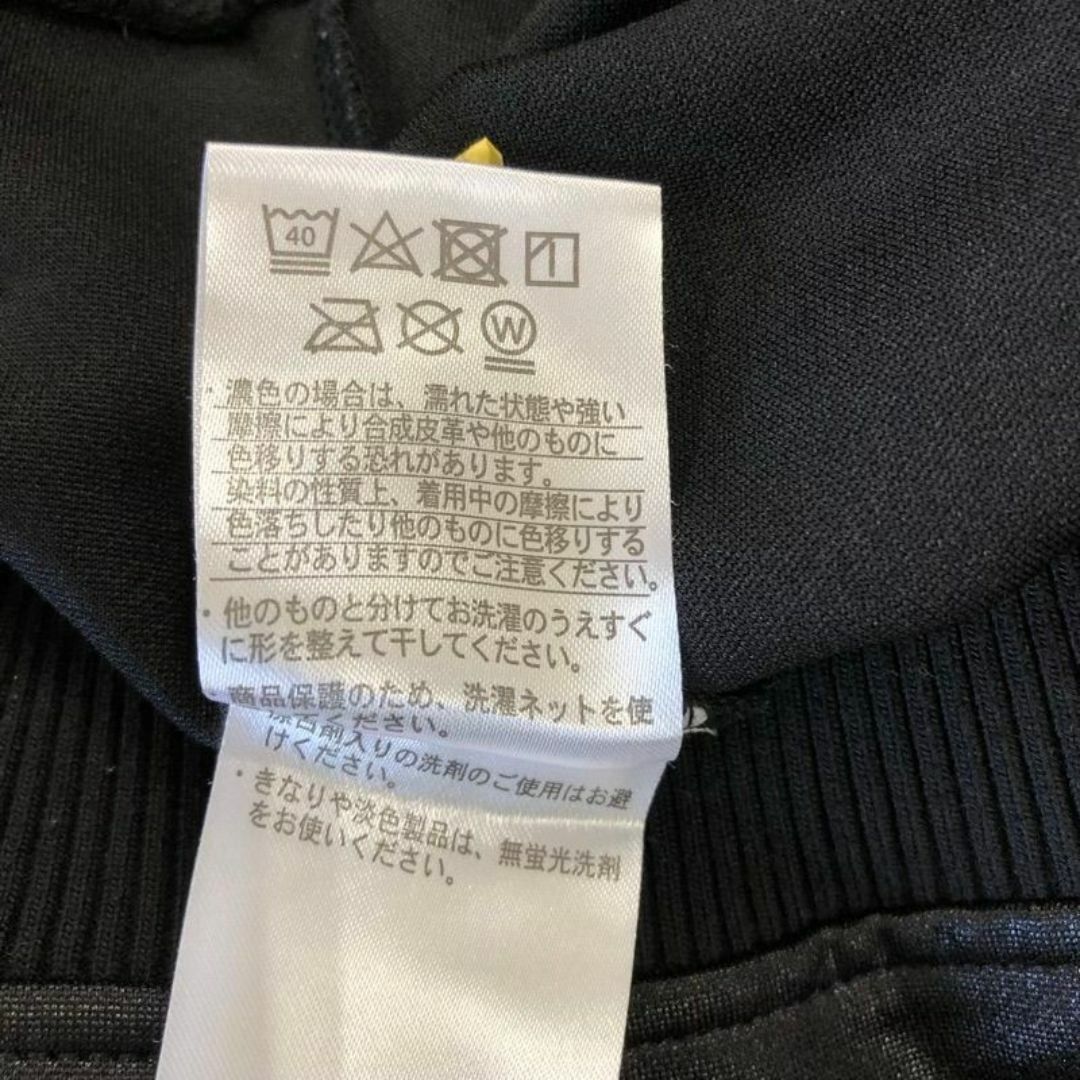 40
W
・濃色の場合は、濡れた状態や強い
摩擦により合成皮革や他のものに
色移りする恐れがあります。
染料の性質上、着用中の摩擦により
色落ちしたり他のものに色移りする
ことがありますのでご注意ください。
・他のものと分けてお洗濯のうえすぐ
に形を整えて干してください。
・商品保護のため、洗濯ネットを使
ください。
剤入りの洗剤のご使用はお避
けください。
・きなりや淡色製品は、無蛍光洗剤
をお使いください。